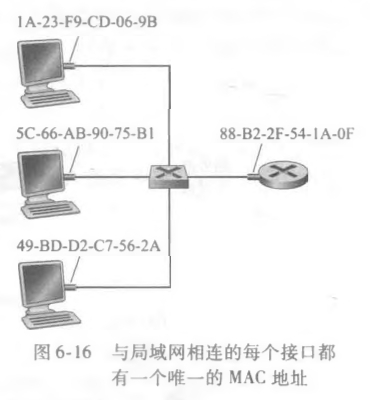 1A-23-F9-CD-06-9B
5C-66-AB-90-75-B1
88-B2-2F-54-1A-0F
49-BD-D2-C7-56-2A
图 6-16 与局域网相连的每个接口都
有一个唯一的 MAC 地址